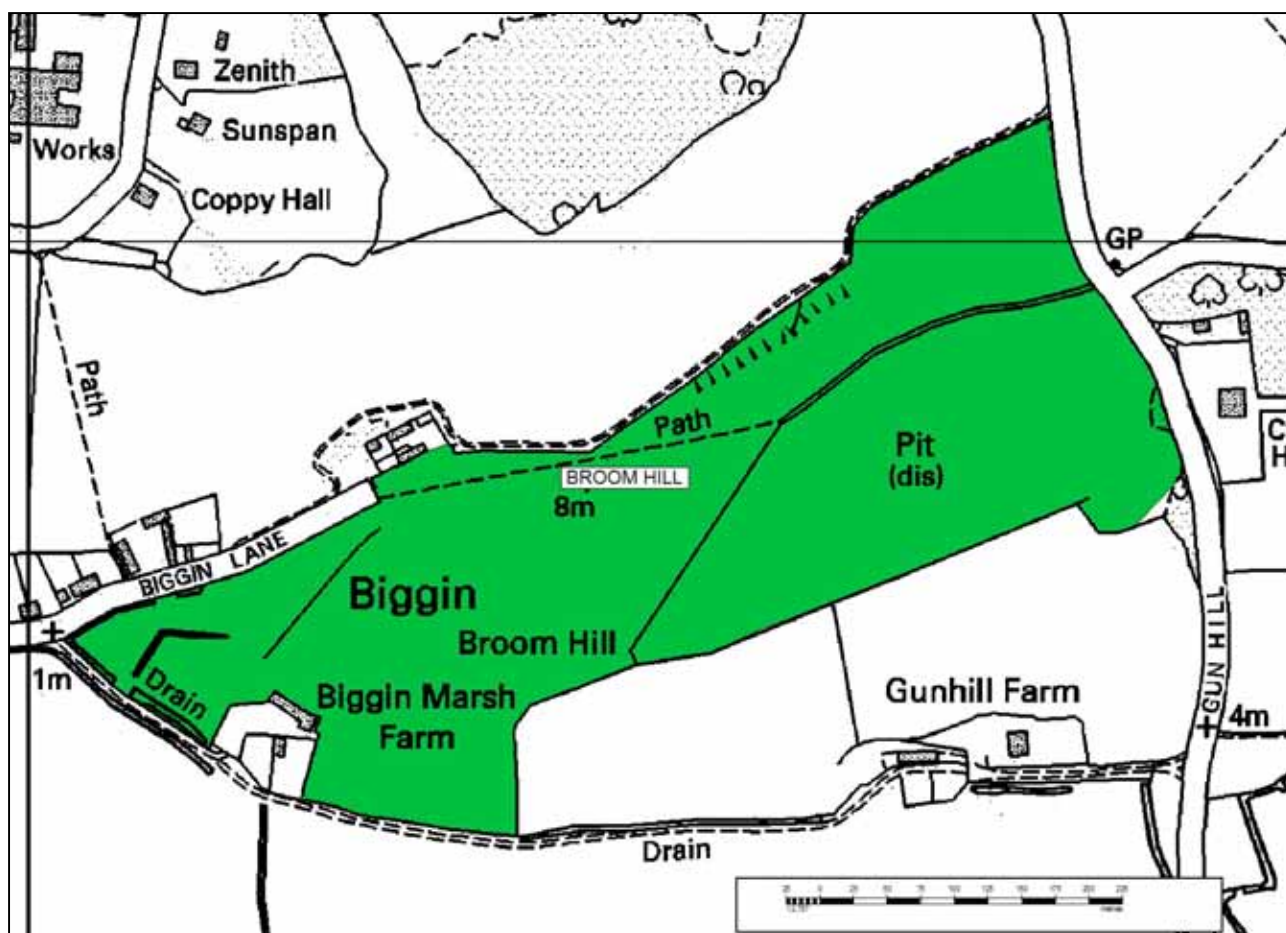 Zenith
Sunspan
Works
Coppy Hall
GP
Path
Path
Pit
(dis)
BROOM HILL
8m
BIGGIN LANE
Biggin
Broom Hill
1m
Drain
Biggin Marsh
Farm
Gunhill Farm
GUN HILL
4m
Drain
C
H